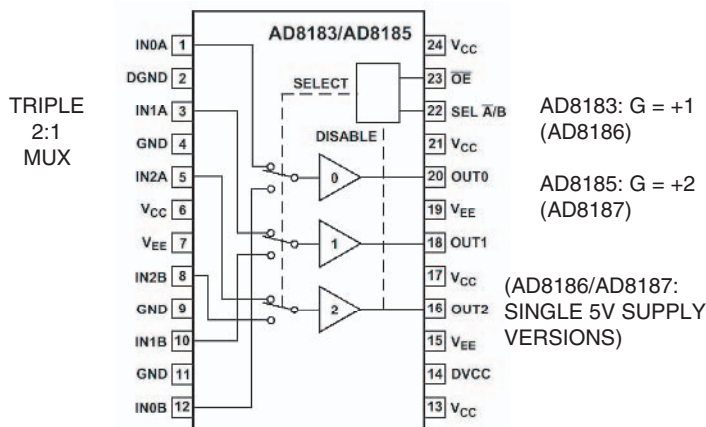 AD8183/AD8185
TRIPLE
2:1
MUX
IN0A 1
DGND 2
IN1A 3
GND 4
IN2A 5
VCC 6
VEE 7
IN2B 8
GND 9
IN1B 10
GND 11
IN0B 12
SELECT
DISABLE
0
1
2
24 VCC
23 OE
22 SEL A/B
21 VCC
20 OUT0
19 VEE
18 OUT1
17 VCC
16 OUT2
15 VEE
14 DVCC
13 VCC
AD8183: G = +1
(AD8186)
AD8185: G = +2
(AD8187)
(AD8186/AD8187:
SINGLE 5V SUPPLY
VERSIONS)